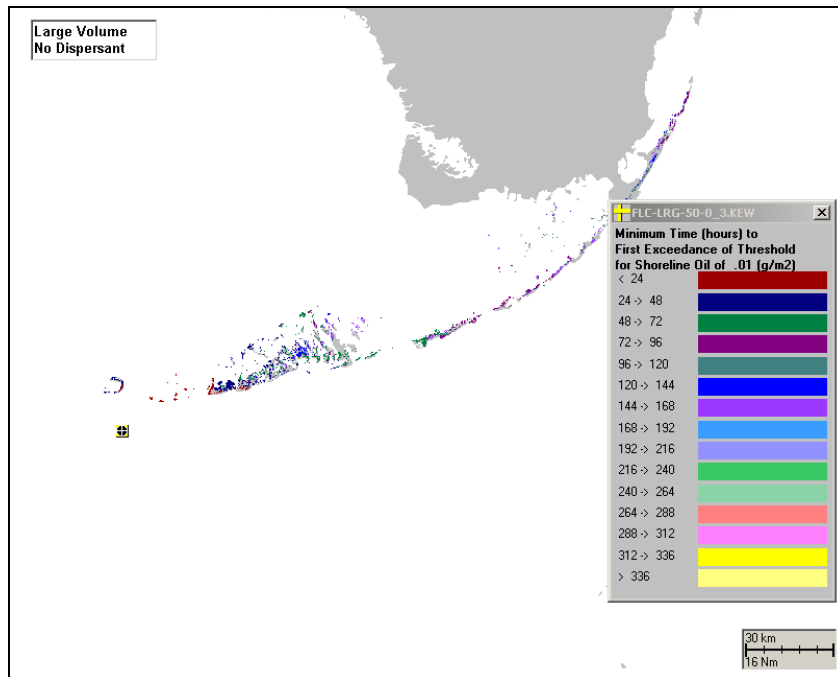 Large Volume
No Dispersant
FLC-LRG-50-0_3.KEW
Minimum Time (hours) to
First Exceedance of Threshold
for Shoreline Oil of .01 (g/m2)
< 24
24 -> 48
48 -> 72
72 -> 96
96 -> 120
120 -> 144
144 -> 168
168 -> 192
192 -> 216
216 -> 240
240 -> 264
264 -> 288
288 -> 312
312 -> 336
> 336
30 km
16 Nm